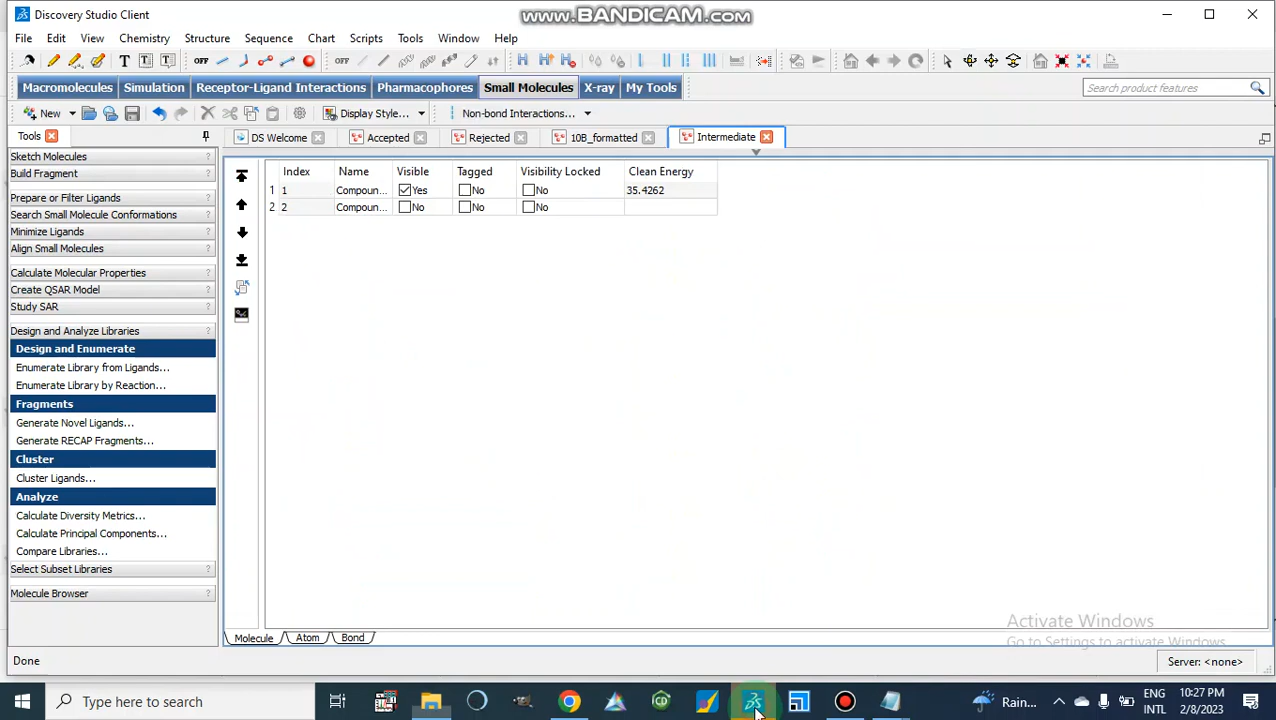 Discovery Studio Client
www.BANDICAM.com
File Edit View Chemistry Structure Sequence Chart Scripts Tools Window Help
OFF OFF
Macromolecules Simulation Receptor-Ligand Interactions Pharmacophores Small Molecules X-ray My Tools Search product features
New Display Style... Non-bond Interactions...
Tools DS Welcome Accepted Rejected 10B_formatted Intermediate
Sketch Molecules ?
Build Fragment ?
Prepare or Filter Ligands ?
Search Small Molecule Conformations ?
Minimize Ligands ?
Align Small Molecules ?
Calculate Molecular Properties ?
Create QSAR Model ?
Study SAR ?
Design and Analyze Libraries ?
Design and Enumerate
Enumerate Library from Ligands...
Enumerate Library by Reaction...
Fragments
Generate Novel Ligands...
Generate RECAP Fragments...
Cluster
Cluster Ligands...
Analyze
Calculate Diversity Metrics...
Calculate Principal Components...
Compare Libraries...
Select Subset Libraries ?
Molecule Browser ?
Index Name Visible Tagged Visibility Locked Clean Energy
1 1 Compoun... Yes No No 35.4262
2 2 Compoun... No No No
Activate Windows
Go to Settings to activate Windows.
Molecule Atom Bond
Done Server: <none>
Type here to search
Rain...
ENG
INTL
10:27 PM
2/8/2023